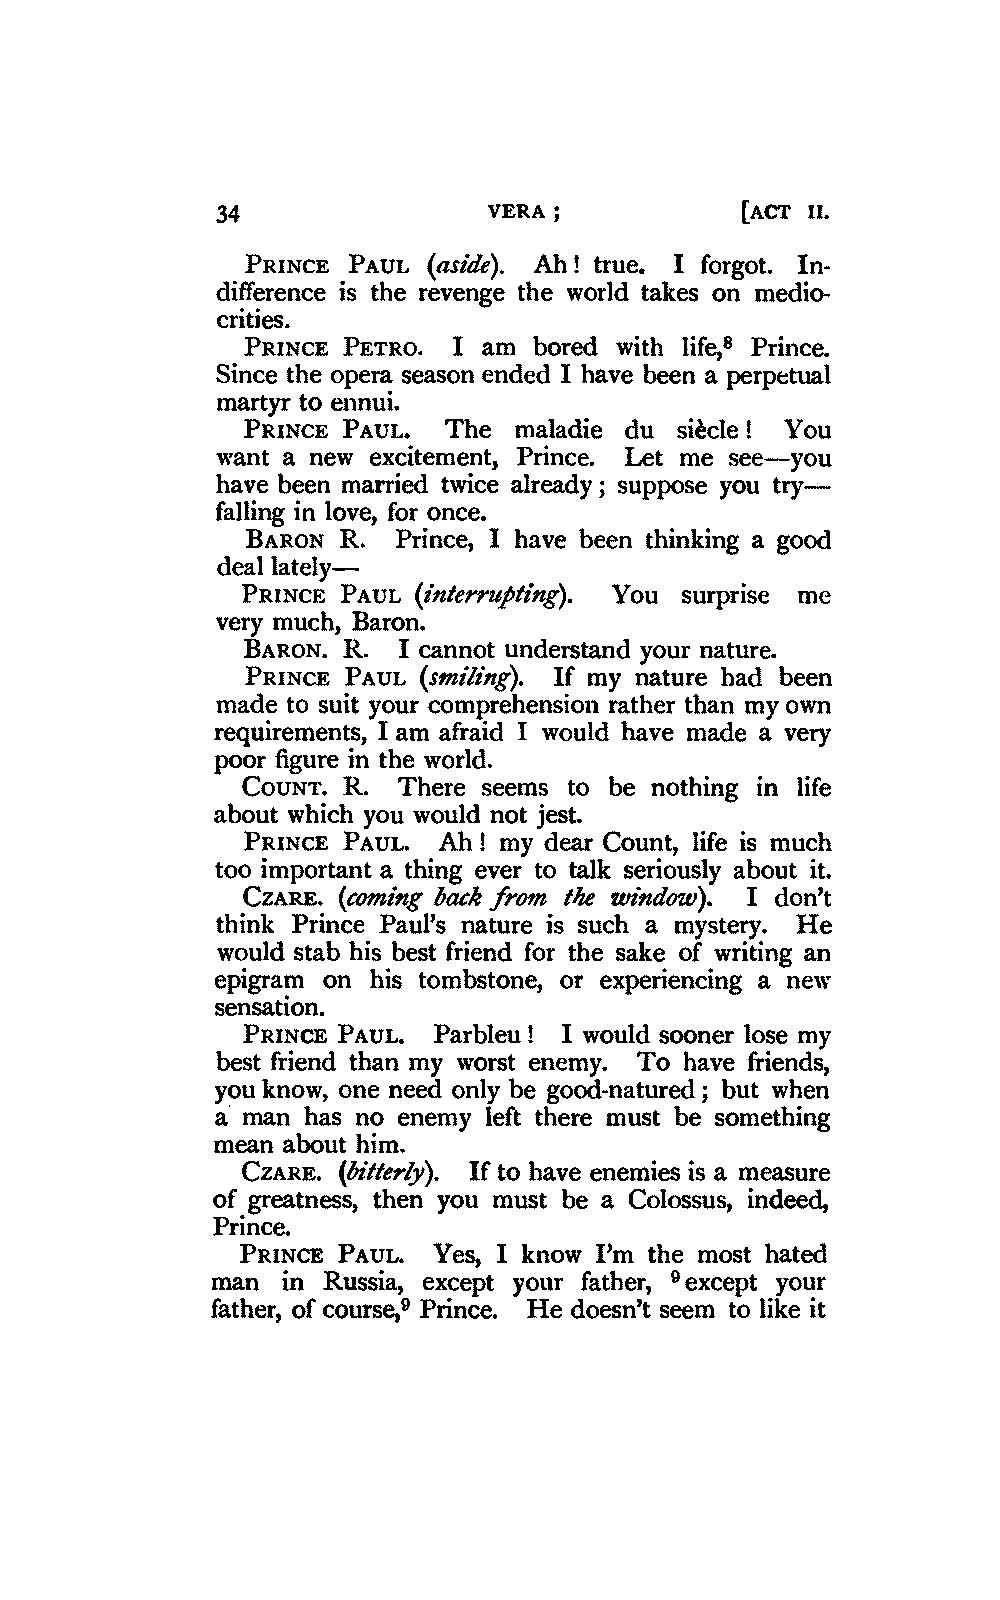 34 VERA ; [ACT II.
PRINCE PAUL (aside). Ah! true. I forgot. In-
difference is the revenge the world takes on medio-
crities.
PRINCE PETRO. I am bored with life,⁸ Prince.
Since the opera season ended I have been a perpetual
martyr to ennui.
PRINCE PAUL. The maladie du siècle! You
want a new excitement, Prince. Let me see—you
have been married twice already; suppose you try—
falling in love, for once.
BARON R. Prince, I have been thinking a good
deal lately—
PRINCE PAUL (interrupting). You surprise me
very much, Baron.
BARON. R. I cannot understand your nature.
PRINCE PAUL (smiling). If my nature had been
made to suit your comprehension rather than my own
requirements, I am afraid I would have made a very
poor figure in the world.
COUNT. R. There seems to be nothing in life
about which you would not jest.
PRINCE PAUL. Ah! my dear Count, life is much
too important a thing ever to talk seriously about it.
CZARE. (coming back from the window). I don't
think Prince Paul's nature is such a mystery. He
would stab his best friend for the sake of writing an
epigram on his tombstone, or experiencing a new
sensation.
PRINCE PAUL. Parbleu! I would sooner lose my
best friend than my worst enemy. To have friends,
you know, one need only be good-natured; but when
a man has no enemy left there must be something
mean about him.
CZARE. (bitterly). If to have enemies is a measure
of greatness, then you must be a Colossus, indeed,
Prince.
PRINCE PAUL. Yes, I know I'm the most hated
man in Russia, except your father, ⁹except your
father, of course,⁹ Prince. He doesn't seem to like it